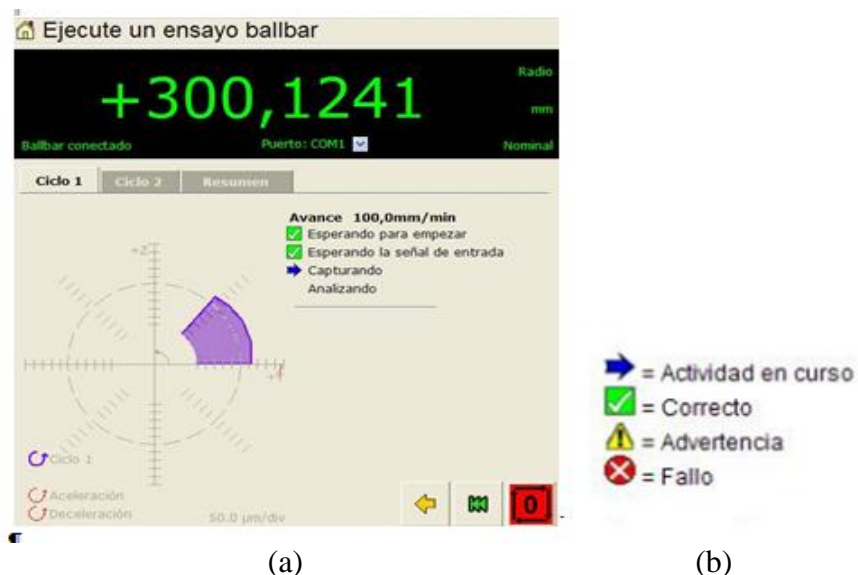 Ejecute un ensayo ballbar
+300,1241
Radio
mm
Ballbar conectado
Puerto: COM1
Nominal
Ciclo 1
Ciclo 2
Resumen
Avance 100,0mm/min
Esperando para empezar
Esperando la señal de entrada
Capturando
Analizando
+Z
Ciclo 1
Aceleración
Deceleración
50.0 µm/div
0
= Actividad en curso
= Correcto
= Advertencia
= Fallo
(a)
(b)